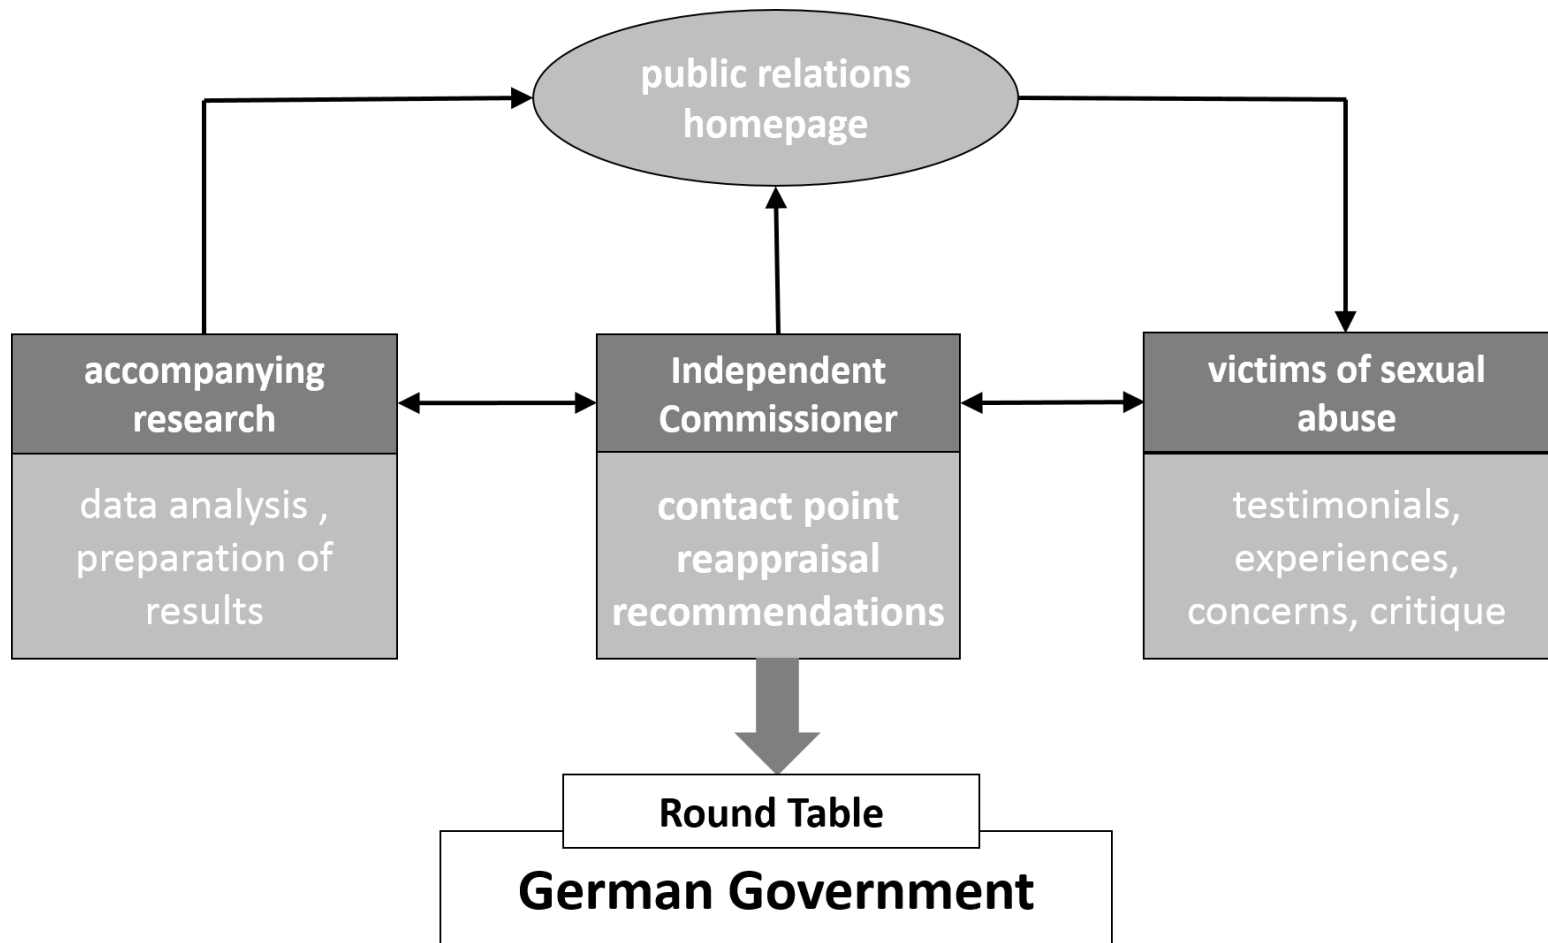 public relations
homepage
accompanying
research
data analysis ,
preparation of
results
Independent
Commissioner
contact point
reappraisal
recommendations
victims of sexual
abuse
testimonials,
experiences,
concerns, critique
Round Table
German Government